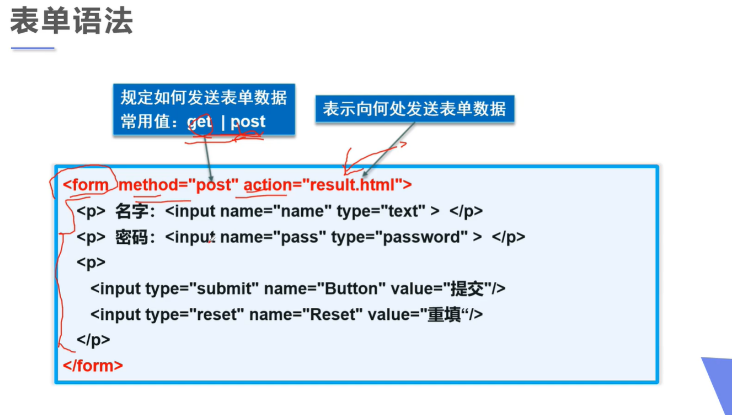 表单语法
规定如何发送表单数据
常用值：get | post
表示向何处发送表单数据
<form method="post" action="result.html">
<p> 名字：<input name="name" type="text" > </p>
<p> 密码：<input name="pass" type="password" > </p>
<p>
<input type="submit" name="Button" value="提交"/>
<input type="reset" name="Reset" value="重填“/>
</p>
</form>